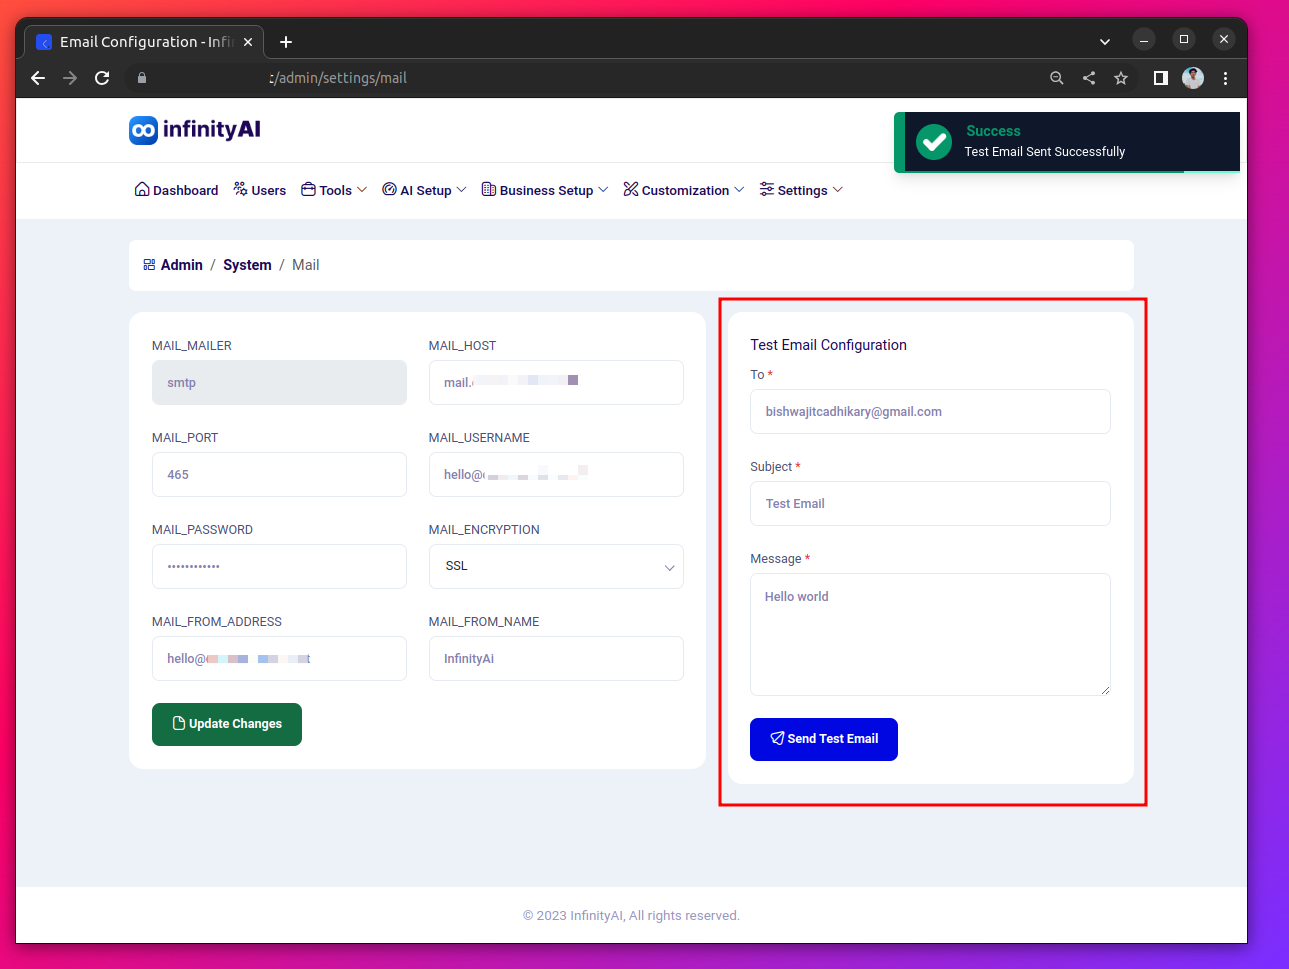 Email Configuration - Infi
/admin/settings/mail
infinityAI
Success
Test Email Sent Successfully
Dashboard Users Tools AI Setup Business Setup Customization Settings
Admin / System / Mail
MAIL_MAILER
smtp
MAIL_HOST
mail.
MAIL_PORT
465
MAIL_USERNAME
hello@
MAIL_PASSWORD
••••••••••••
MAIL_ENCRYPTION
SSL
MAIL_FROM_ADDRESS
hello@
MAIL_FROM_NAME
InfinityAi
Update Changes
Test Email Configuration
To *
bishwajitcadhikary@gmail.com
Subject *
Test Email
Message *
Hello world
Send Test Email
© 2023 InfinityAI, All rights reserved.